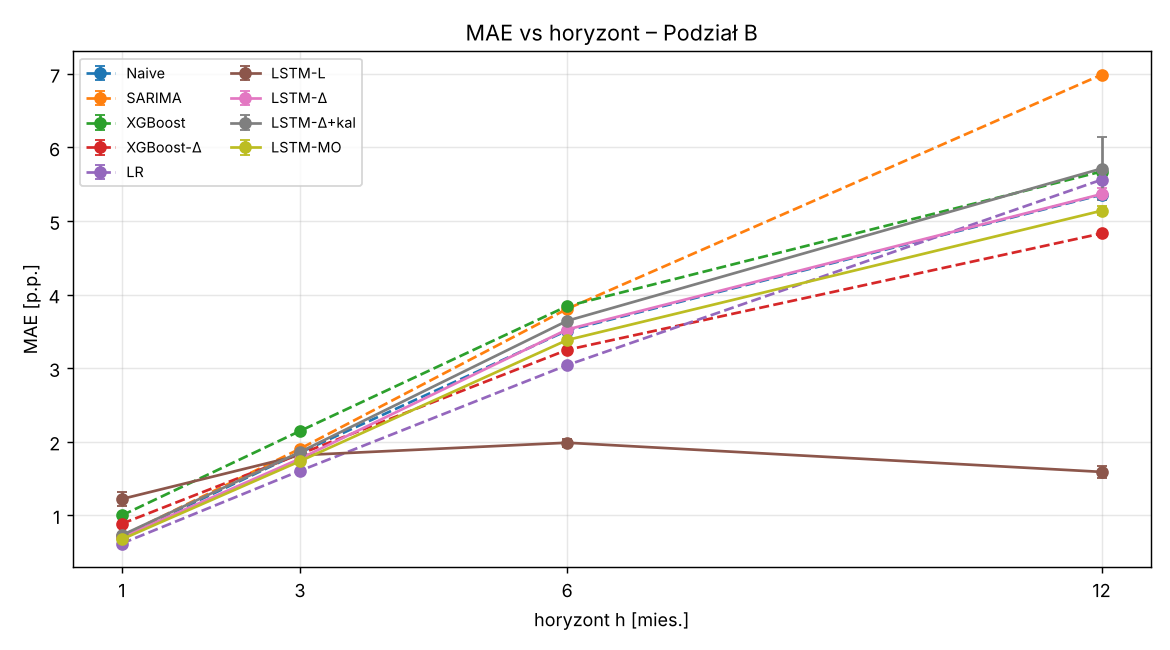 MAE vs horyzont – Podział B
Naive
SARIMA
XGBoost
XGBoost-Δ
LR
LSTM-L
LSTM-Δ
LSTM-Δ+kal
LSTM-MO
MAE [p.p.]
7
6
5
4
3
2
1
1
3
6
12
horyzont h [mies.]